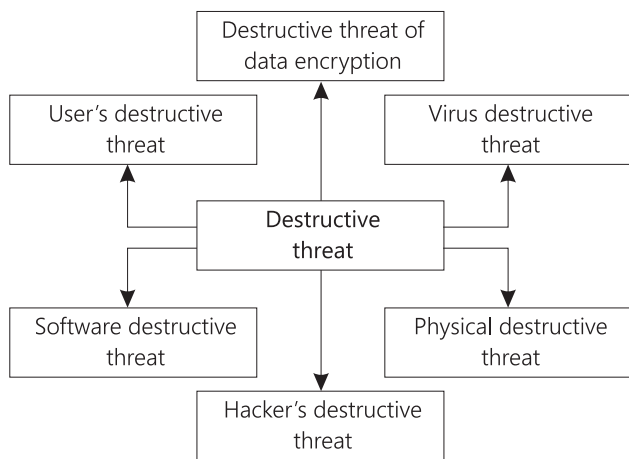 Destructive threat of
data encryption
User's destructive
threat
Virus destructive
threat
Destructive
threat
Software destructive
threat
Physical destructive
threat
Hacker's destructive
threat